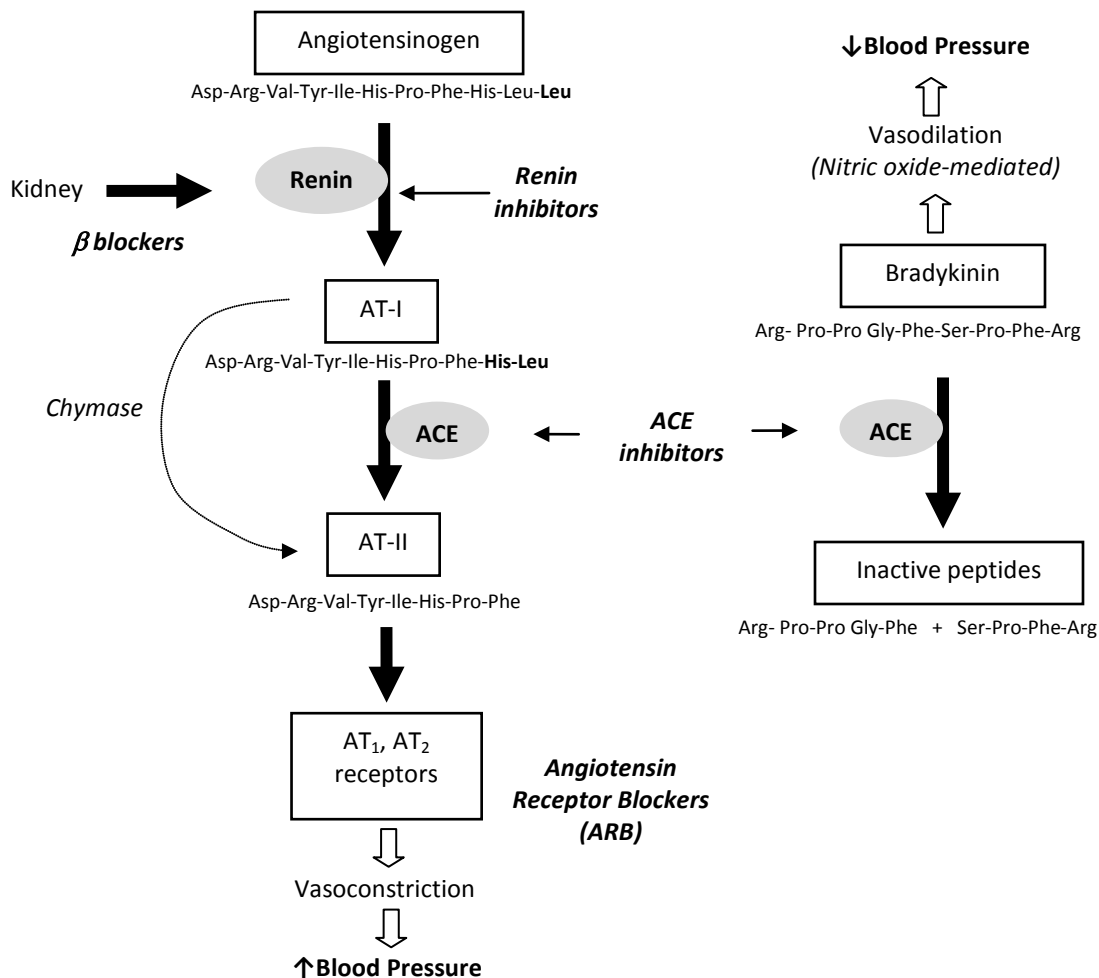 Angiotensinogen
Asp-Arg-Val-Tyr-Ile-His-Pro-Phe-His-Leu-Leu
Kidney
β blockers
Renin
Renin
inhibitors
AT-I
Asp-Arg-Val-Tyr-Ile-His-Pro-Phe-His-Leu
Chymase
ACE
ACE
inhibitors
AT-II
Asp-Arg-Val-Tyr-Ile-His-Pro-Phe
AT₁, AT₂
receptors
Angiotensin
Receptor Blockers
(ARB)
Vasoconstriction
↑Blood Pressure
↓Blood Pressure
Vasodilation
(Nitric oxide-mediated)
Bradykinin
Arg- Pro-Pro Gly-Phe-Ser-Pro-Phe-Arg
ACE
Inactive peptides
Arg- Pro-Pro Gly-Phe + Ser-Pro-Phe-Arg